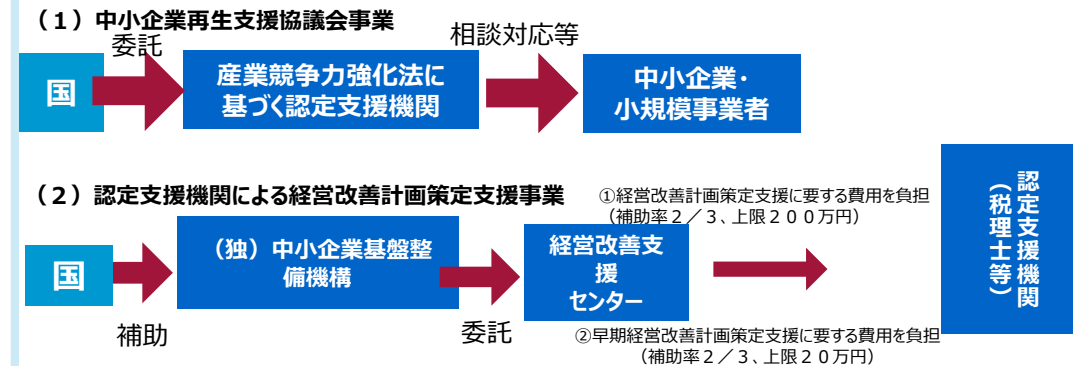 （１）中小企業再生支援協議会事業
委託
相談対応等
国
産業競争力強化法に
基づく認定支援機関
中小企業・
小規模事業者
（２）認定支援機関による経営改善計画策定支援事業
①経営改善計画策定支援に要する費用を負担
（補助率２／３、上限２００万円）
国
（独）中小企業基盤整
備機構
経営改善支
援
センター
認定支援機関
（税理士等）
補助
委託
②早期経営改善計画策定支援に要する費用を負担
（補助率２／３、上限２０万円）